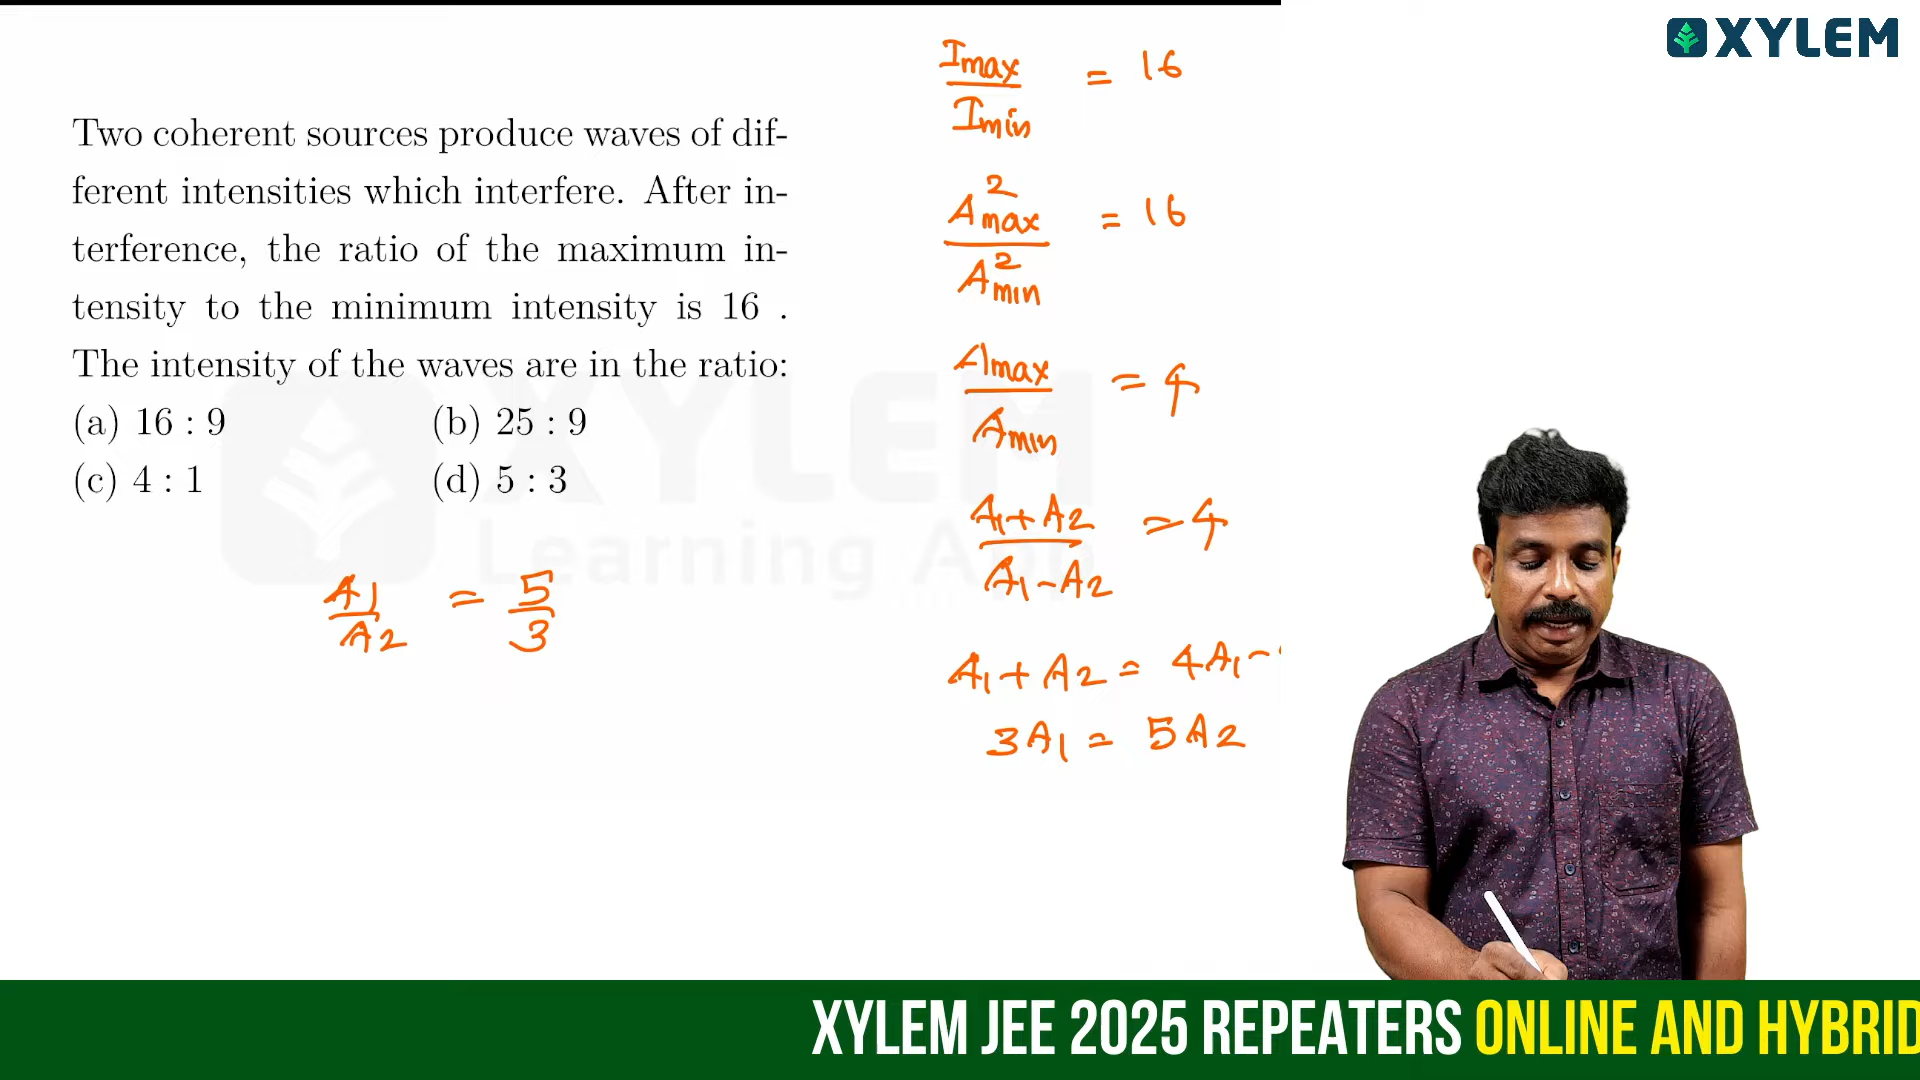 XYLEM
Two coherent sources produce waves of dif-
ferent intensities which interfere. After in-
terference, the ratio of the maximum in-
tensity to the minimum intensity is 16 .
The intensity of the waves are in the ratio:
(a) 16 : 9 (b) 25 : 9
(c) 4 : 1 (d) 5 : 3
A1/A2 = 5/3
Imax/Imin = 16
A²max/A²min = 16
Amax/Amin = 4
A1+A2/A1-A2 = 4
A1+A2 = 4A1-
3A1 = 5A2
XYLEM
Learning App
XYLEM JEE 2025 REPEATERS ONLINE AND HYBRID